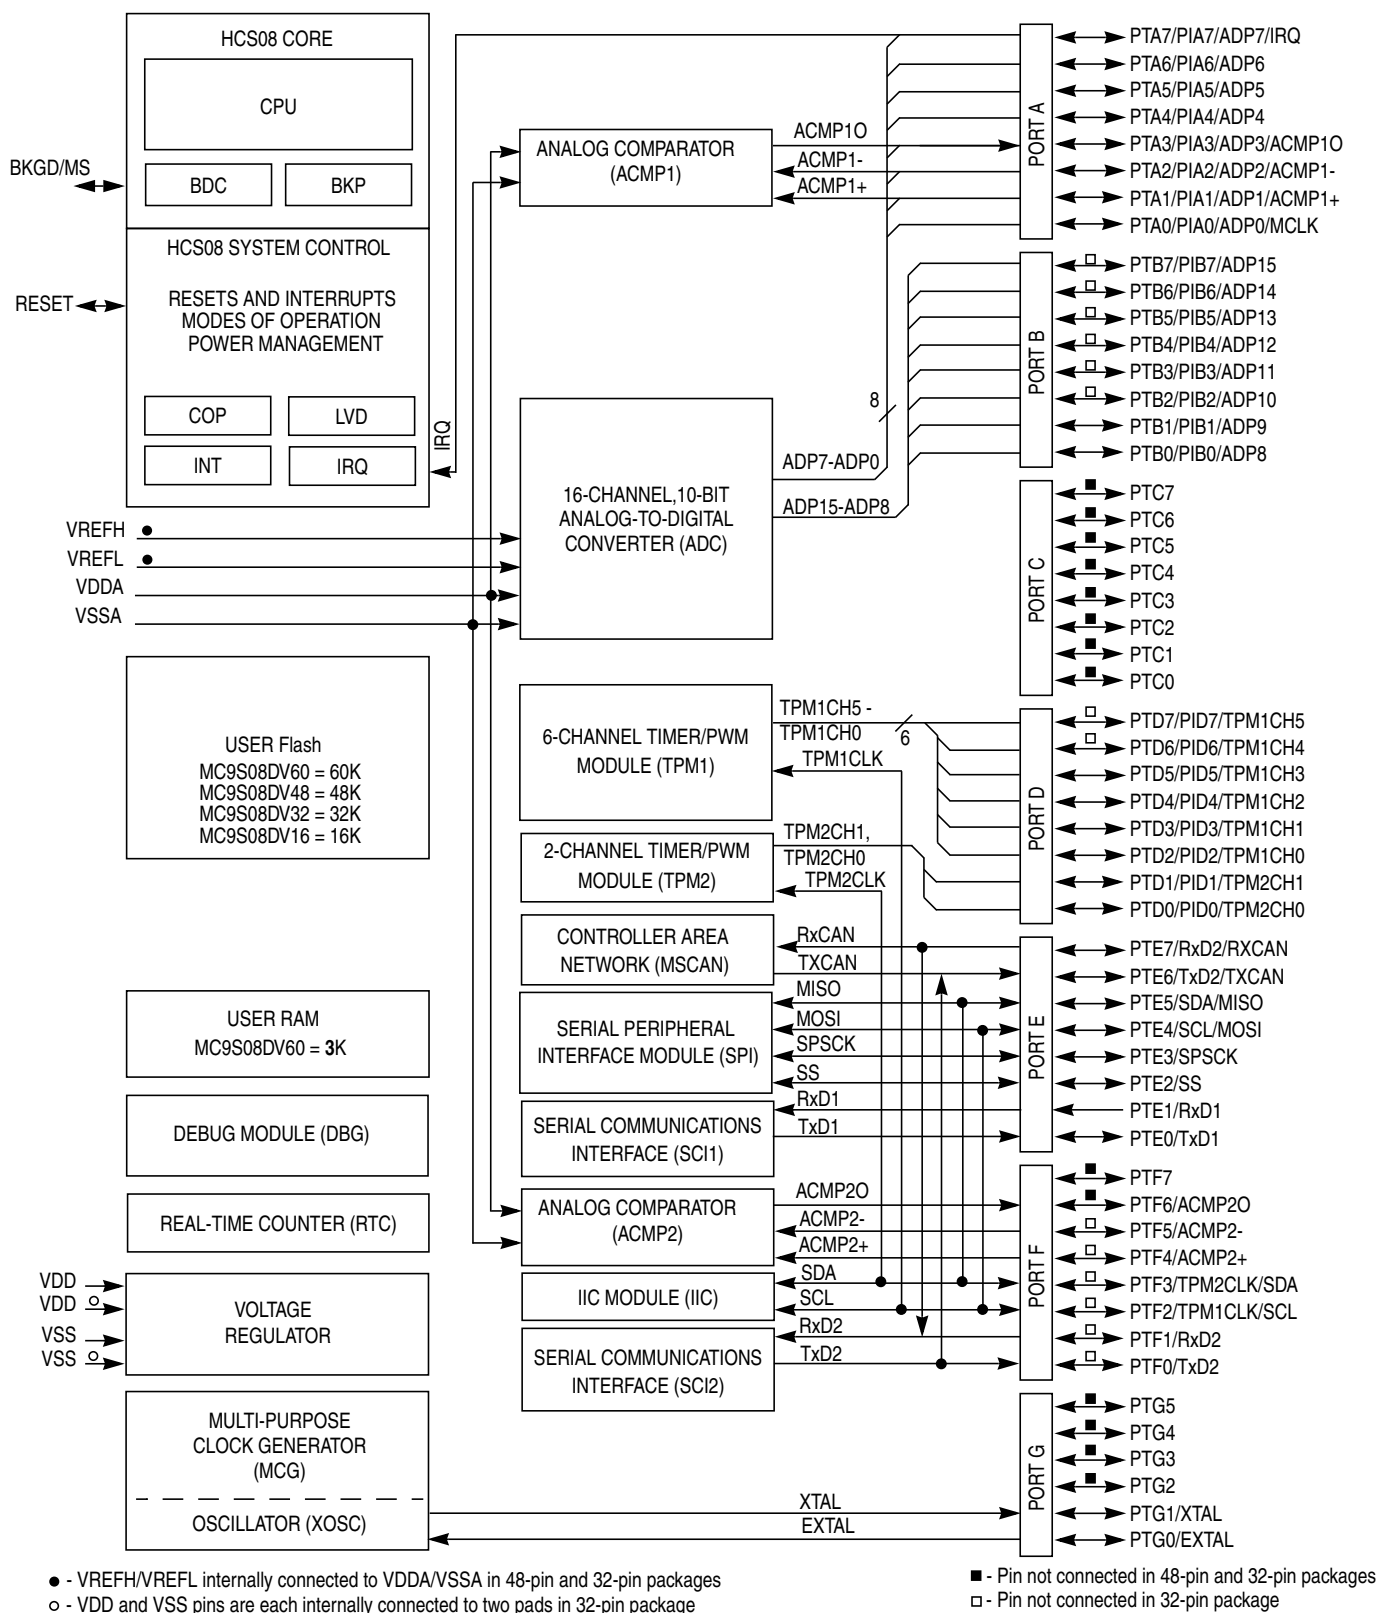 HCS08 CORE
CPU
BDC
BKP
BKGD/MS
HCS08 SYSTEM CONTROL
RESETS AND INTERRUPTS
MODES OF OPERATION
POWER MANAGEMENT
RESET
COP
LVD
INT
IRQ
IRQ
VREFH ●
VREFL ●
VDDA
VSSA
USER Flash
MC9S08DV60 = 60K
MC9S08DV48 = 48K
MC9S08DV32 = 32K
MC9S08DV16 = 16K
USER RAM
MC9S08DV60 = 3K
DEBUG MODULE (DBG)
REAL-TIME COUNTER (RTC)
VDD
VDD
VSS
VSS
VOLTAGE
REGULATOR
MULTI-PURPOSE
CLOCK GENERATOR
(MCG)
OSCILLATOR (XOSC)
ANALOG COMPARATOR
(ACMP1)
ACMP1O
ACMP1-
ACMP1+
16-CHANNEL,10-BIT
ANALOG-TO-DIGITAL
CONVERTER (ADC)
8
ADP7-ADP0
ADP15-ADP8
6-CHANNEL TIMER/PWM
MODULE (TPM1)
TPM1CH5 -
TPM1CH0
6
TPM1CLK
2-CHANNEL TIMER/PWM
MODULE (TPM2)
TPM2CH1,
TPM2CH0
TPM2CLK
CONTROLLER AREA
NETWORK (MSCAN)
RxCAN
TXCAN
SERIAL PERIPHERAL
INTERFACE MODULE (SPI)
MISO
MOSI
SPSCK
SS
SERIAL COMMUNICATIONS
INTERFACE (SCI1)
RxD1
TxD1
ANALOG COMPARATOR
(ACMP2)
ACMP2O
ACMP2-
ACMP2+
IIC MODULE (IIC)
SDA
SCL
SERIAL COMMUNICATIONS
INTERFACE (SCI2)
RxD2
TxD2
XTAL
EXTAL
PORT A
PTA7/PIA7/ADP7/IRQ
PTA6/PIA6/ADP6
PTA5/PIA5/ADP5
PTA4/PIA4/ADP4
PTA3/PIA3/ADP3/ACMP1O
PTA2/PIA2/ADP2/ACMP1-
PTA1/PIA1/ADP1/ACMP1+
PTA0/PIA0/ADP0/MCLK
PORT B
PTB7/PIB7/ADP15
PTB6/PIB6/ADP14
PTB5/PIB5/ADP13
PTB4/PIB4/ADP12
PTB3/PIB3/ADP11
PTB2/PIB2/ADP10
PTB1/PIB1/ADP9
PTB0/PIB0/ADP8
PORT C
PTC7
PTC6
PTC5
PTC4
PTC3
PTC2
PTC1
PTC0
PORT D
PTD7/PID7/TPM1CH5
PTD6/PID6/TPM1CH4
PTD5/PID5/TPM1CH3
PTD4/PID4/TPM1CH2
PTD3/PID3/TPM1CH1
PTD2/PID2/TPM1CH0
PTD1/PID1/TPM2CH1
PTD0/PID0/TPM2CH0
PORT E
PTE7/RxD2/RXCAN
PTE6/TxD2/TXCAN
PTE5/SDA/MISO
PTE4/SCL/MOSI
PTE3/SPSCK
PTE2/SS
PTE1/RxD1
PTE0/TxD1
PORT F
PTF7
PTF6/ACMP2O
PTF5/ACMP2-
PTF4/ACMP2+
PTF3/TPM2CLK/SDA
PTF2/TPM1CLK/SCL
PTF1/RxD2
PTF0/TxD2
PORT G
PTG5
PTG4
PTG3
PTG2
PTG1/XTAL
PTG0/EXTAL
● - VREFH/VREFL internally connected to VDDA/VSSA in 48-pin and 32-pin packages
○ - VDD and VSS pins are each internally connected to two pads in 32-pin package
■ - Pin not connected in 48-pin and 32-pin packages
□ - Pin not connected in 32-pin package